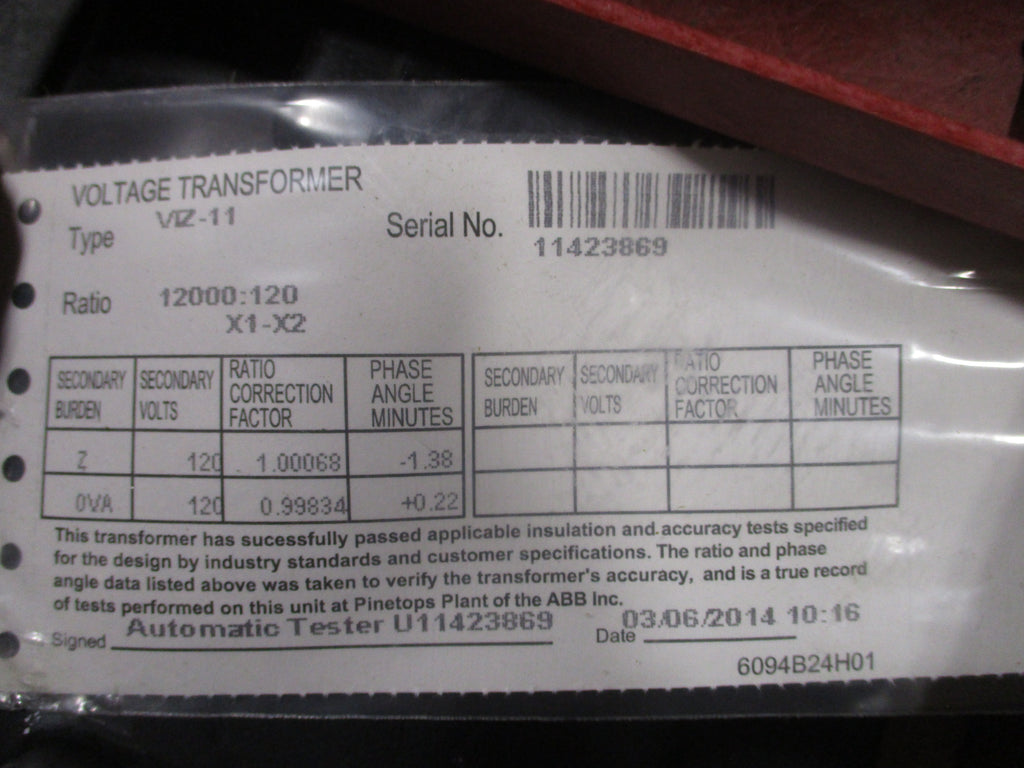 VOLTAGE TRANSFORMER
Type VIZ-11
Serial No. 11423869
Ratio 12000:120
X1-X2
SECONDARY BURDEN SECONDARY VOLTS RATIO CORRECTION FACTOR PHASE ANGLE MINUTES
Z 120 1.00068 -1.38
0VA 120 0.99834 +0.22
SECONDARY BURDEN SECONDARY VOLTS RATIO CORRECTION FACTOR PHASE ANGLE MINUTES
This transformer has sucessfully passed applicable insulation and accuracy tests specified
for the design by industry standards and customer specifications. The ratio and phase
angle data listed above was taken to verify the transformer's accuracy, and is a true record
of tests performed on this unit at Pinetops Plant of the ABB Inc.
Signed Automatic Tester U11423869 Date 03/06/2014 10:16
6094B24H01